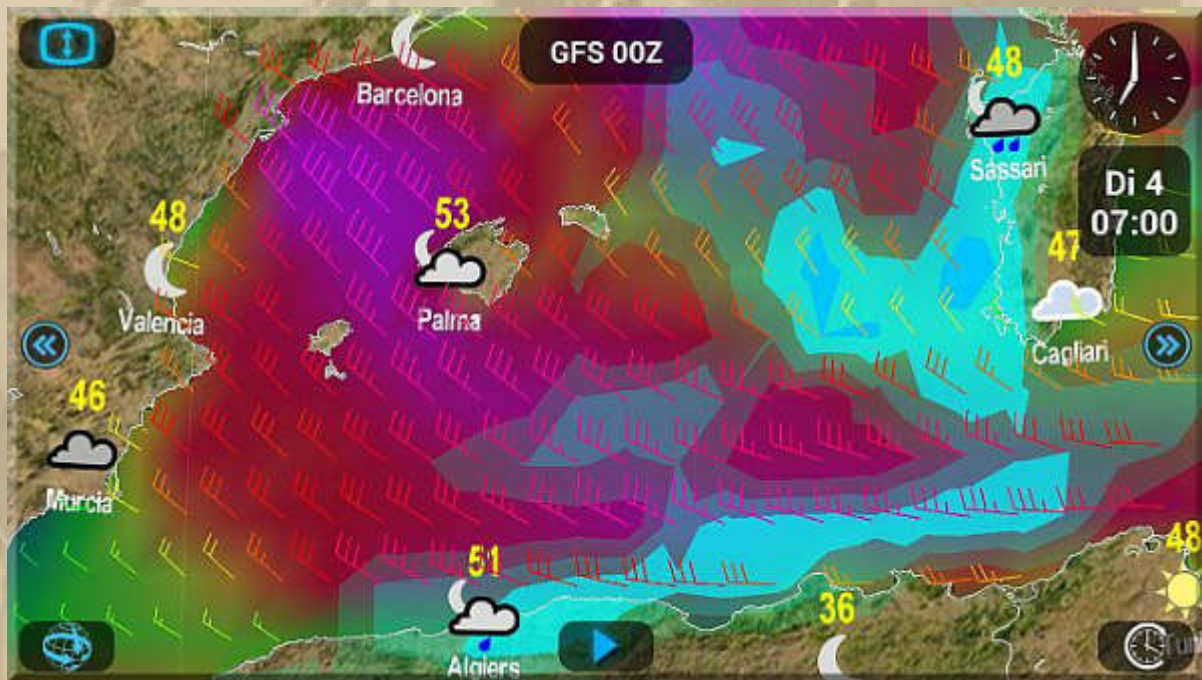 GFS 00Z
48
Barcelona
Sassari
Di 4
07:00
48
53
47
Valencia
Palma
Cagliari
46
Murcia
51
48
36
Algiers